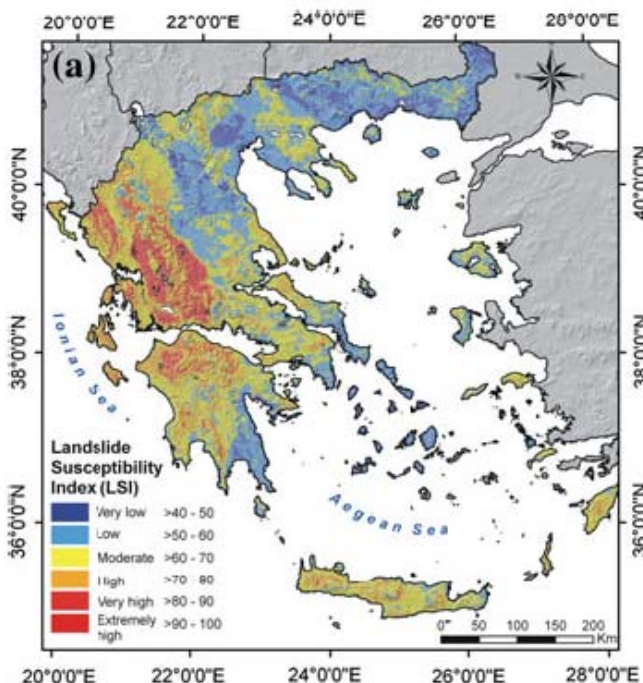 20°0'0"E 22°0'0"E 24°0'0"E 26°0'0"E 28°0'0"E
(a)
40°0'0"N
40°0'0"N
38°0'0"N
38°0'0"N
36°0'0"N
36°0'0"N
Ionian Sea
Aegean Sea
Landslide
Susceptibility
Index (LSI)
Very low >40 - 50
Low >50 - 60
Moderate >60 - 70
High >70 - 80
Very high >80 - 90
Extremely >90 - 100
high
0 50 100 150 200
Km
20°0'0"E 22°0'0"E 24°0'0"E 26°0'0"E 28°0'0"E